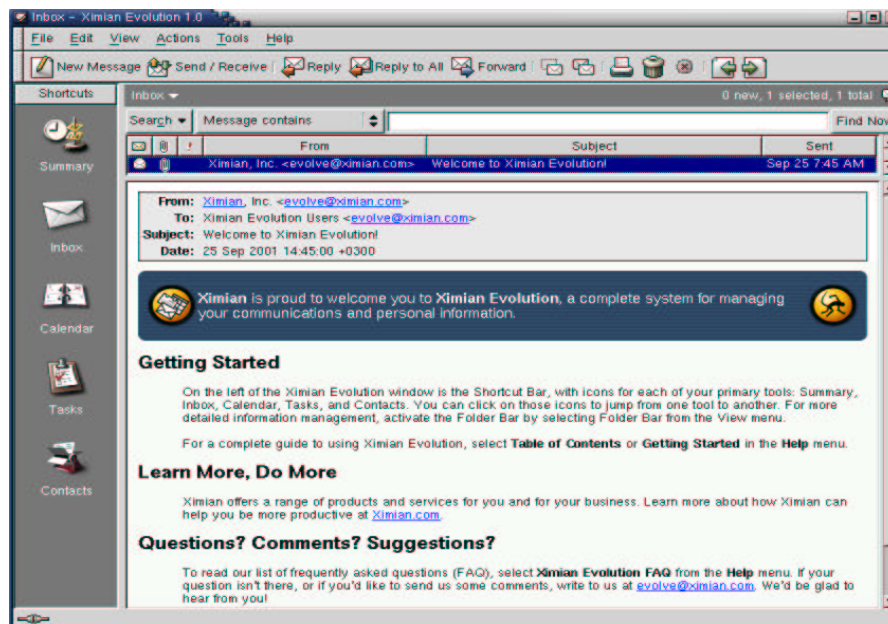 Inbox - Ximian Evolution 1.0
File Edit View Actions Tools Help
New Message Send / Receive Reply Reply to All Forward
Shortcuts
Inbox
0 new, 1 selected, 1 total
Search Message contains Find Now
From Subject Sent
Ximian, Inc. <evolve@ximian.com> Welcome to Ximian Evolution! Sep 25 7:45 AM
Summary
Inbox
Calendar
Tasks
Contacts
From: Ximian, Inc. <evolve@ximian.com>
To: Ximian Evolution Users <evolve@ximian.com>
Subject: Welcome to Ximian Evolution!
Date: 25 Sep 2001 14:45:00 +0300
Ximian is proud to welcome you to Ximian Evolution, a complete system for managing
your communications and personal information.
Getting Started
On the left of the Ximian Evolution window is the Shortcut Bar, with icons for each of your primary tools: Summary,
Inbox, Calendar, Tasks, and Contacts. You can click on those icons to jump from one tool to another. For more
detailed information management, activate the Folder Bar by selecting Folder Bar from the View menu.
For a complete guide to using Ximian Evolution, select Table of Contents or Getting Started in the Help menu.
Learn More, Do More
Ximian offers a range of products and services for you and for your business. Learn more about how Ximian can
help you be more productive at Ximian.com.
Questions? Comments? Suggestions?
To read our list of frequently asked questions (FAQ), select Ximian Evolution FAQ from the Help menu. If your
question isn't there, or if you'd like to send us some comments, write to us at evolve@ximian.com. We'd be glad to
hear from you!